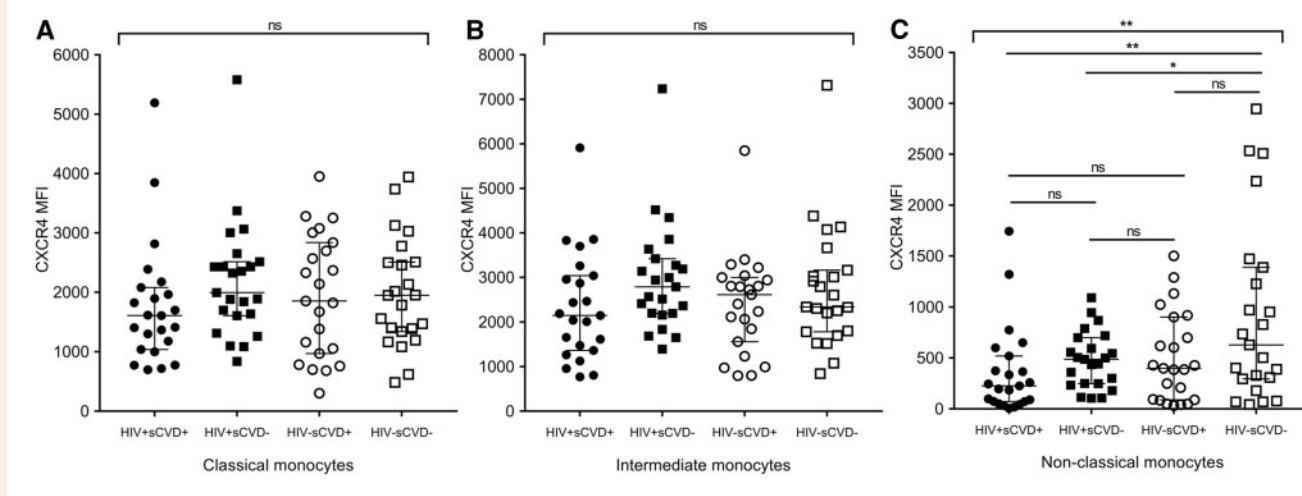 A
ns
CXCR4 MFI
6000
5000
4000
3000
2000
1000
0
HIV+sCVD+ HIV+sCVD- HIV-sCVD+ HIV-sCVD-
Classical monocytes
B
ns
CXCR4 MFI
8000
7000
6000
5000
4000
3000
2000
1000
0
HIV+sCVD+ HIV+sCVD- HIV-sCVD+ HIV-sCVD-
Intermediate monocytes
C
**
**
*
ns
ns
ns
ns
CXCR4 MFI
3500
3000
2500
2000
1500
1000
500
0
HIV+sCVD+ HIV+sCVD- HIV-sCVD+ HIV-sCVD-
Non-classical monocytes